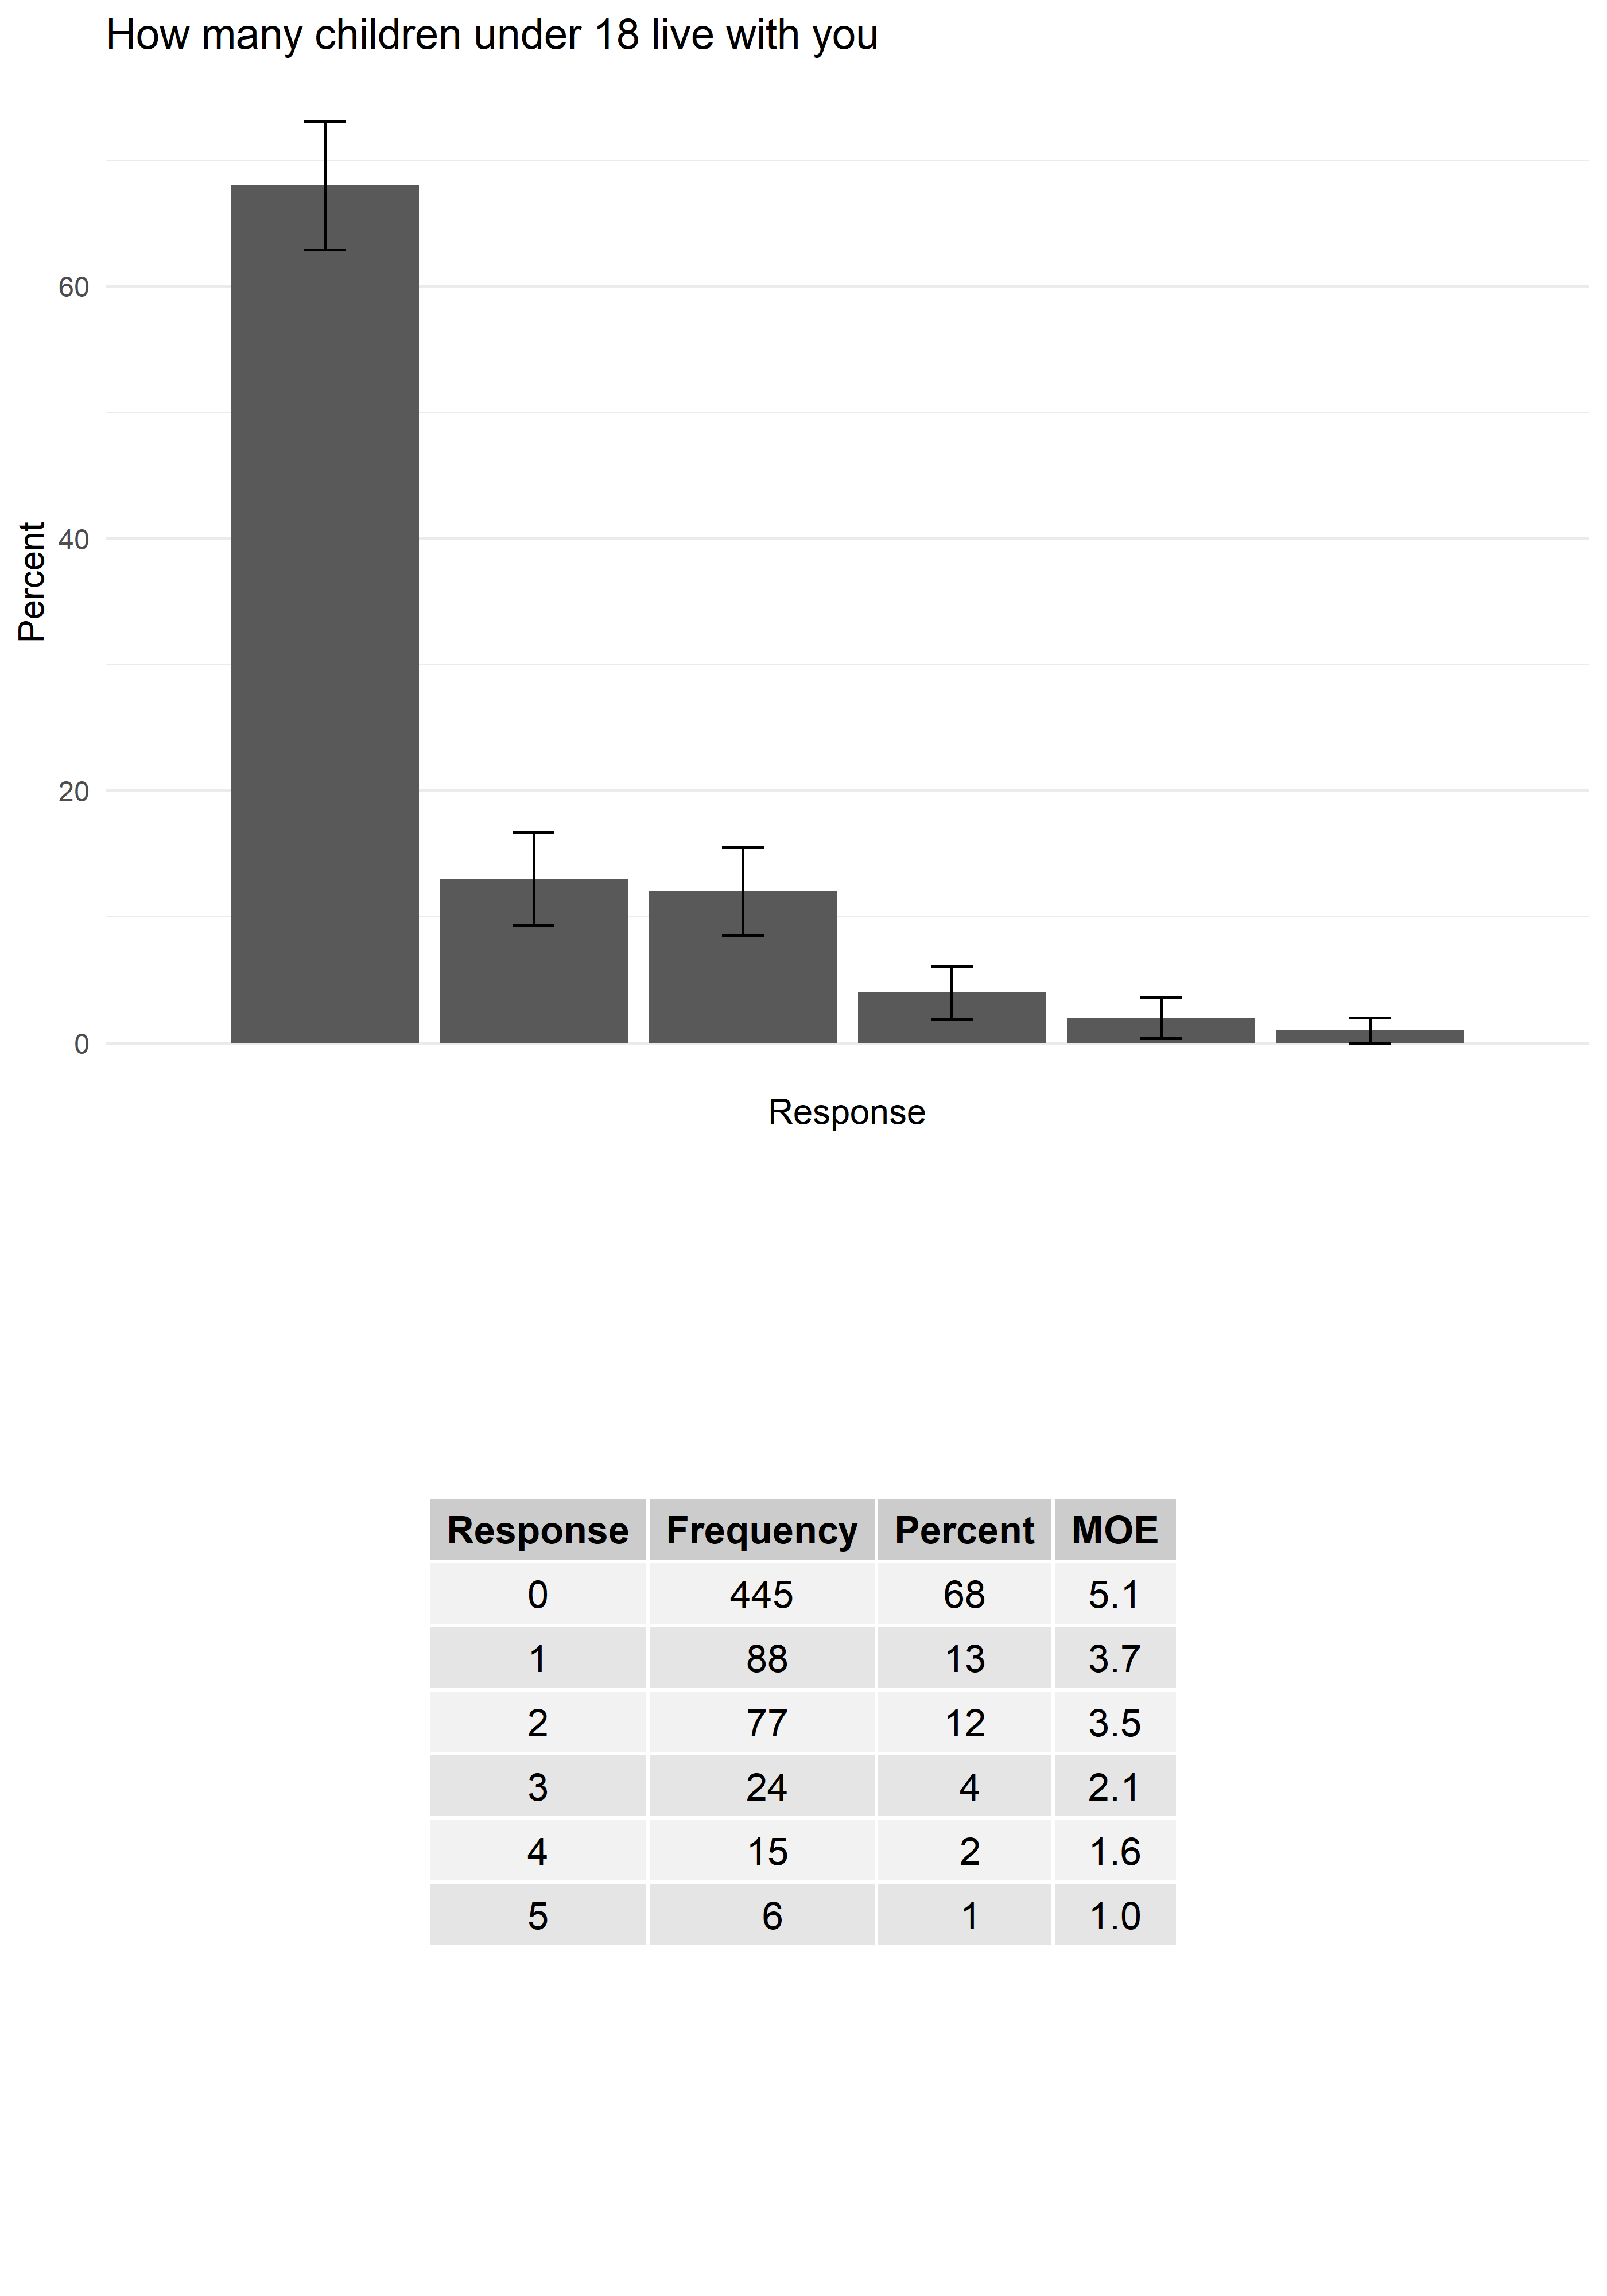 How many children under 18 live with you
60
40
20
0
Percent
Response
Response Frequency Percent MOE
0 445 68 5.1
1 88 13 3.7
2 77 12 3.5
3 24 4 2.1
4 15 2 1.6
5 6 1 1.0